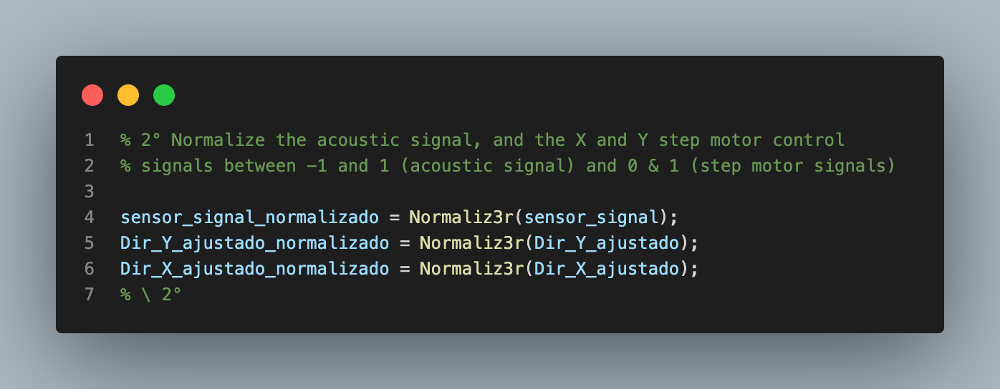 1 % 2° Normalize the acoustic signal, and the X and Y step motor control
2 % signals between -1 and 1 (acoustic signal) and 0 & 1 (step motor signals)
3
4 sensor_signal_normalizado = Normaliz3r(sensor_signal);
5 Dir_Y_ajustado_normalizado = Normaliz3r(Dir_Y_ajustado);
6 Dir_X_ajustado_normalizado = Normaliz3r(Dir_X_ajustado);
7 % \ 2°